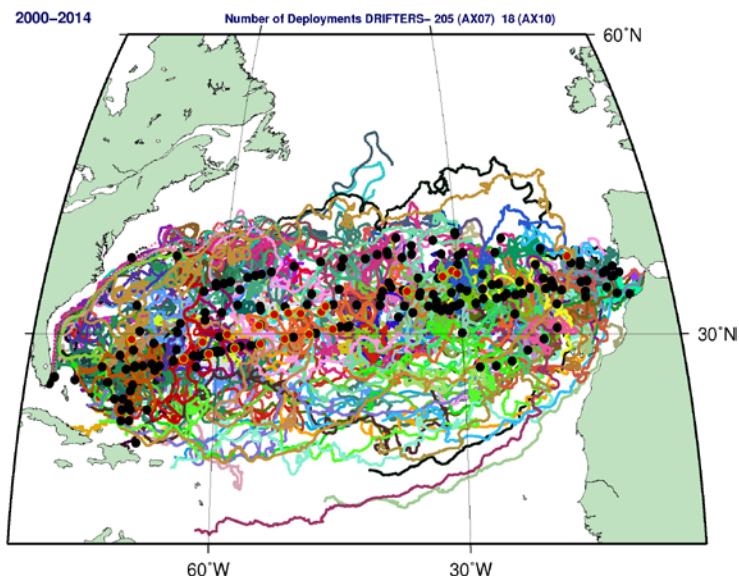 2000–2014
Number of Deployments DRIFTERS– 205 (AX07) 18 (AX10)
60˚N
30˚N
60˚W
30˚W